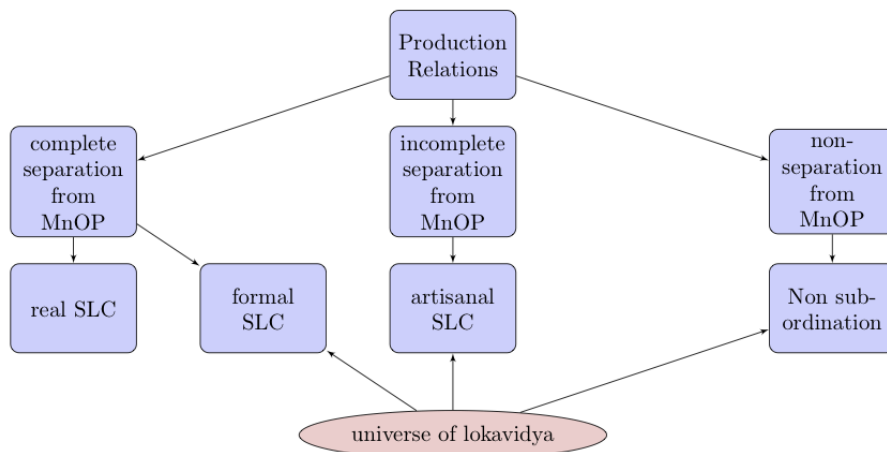 Production
Relations
complete
separation
from
MnOP
incomplete
separation
from
MnOP
non-
separation
from
MnOP
real SLC
formal
SLC
artisanal
SLC
Non sub-
ordination
universe of lokavidya